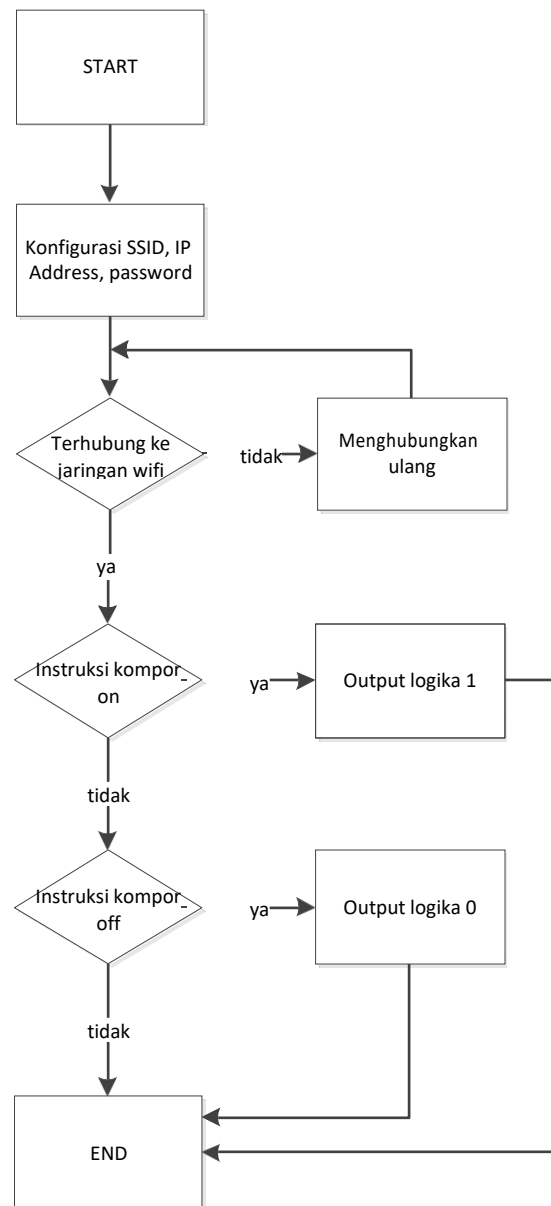 START
Konfigurasi SSID, IP
Address, password
Terhubung ke
jaringan wifi
tidak
Menghubungkan
ulang
ya
Instruksi kompor
on
ya
Output logika 1
tidak
Instruksi kompor
off
ya
Output logika 0
tidak
END